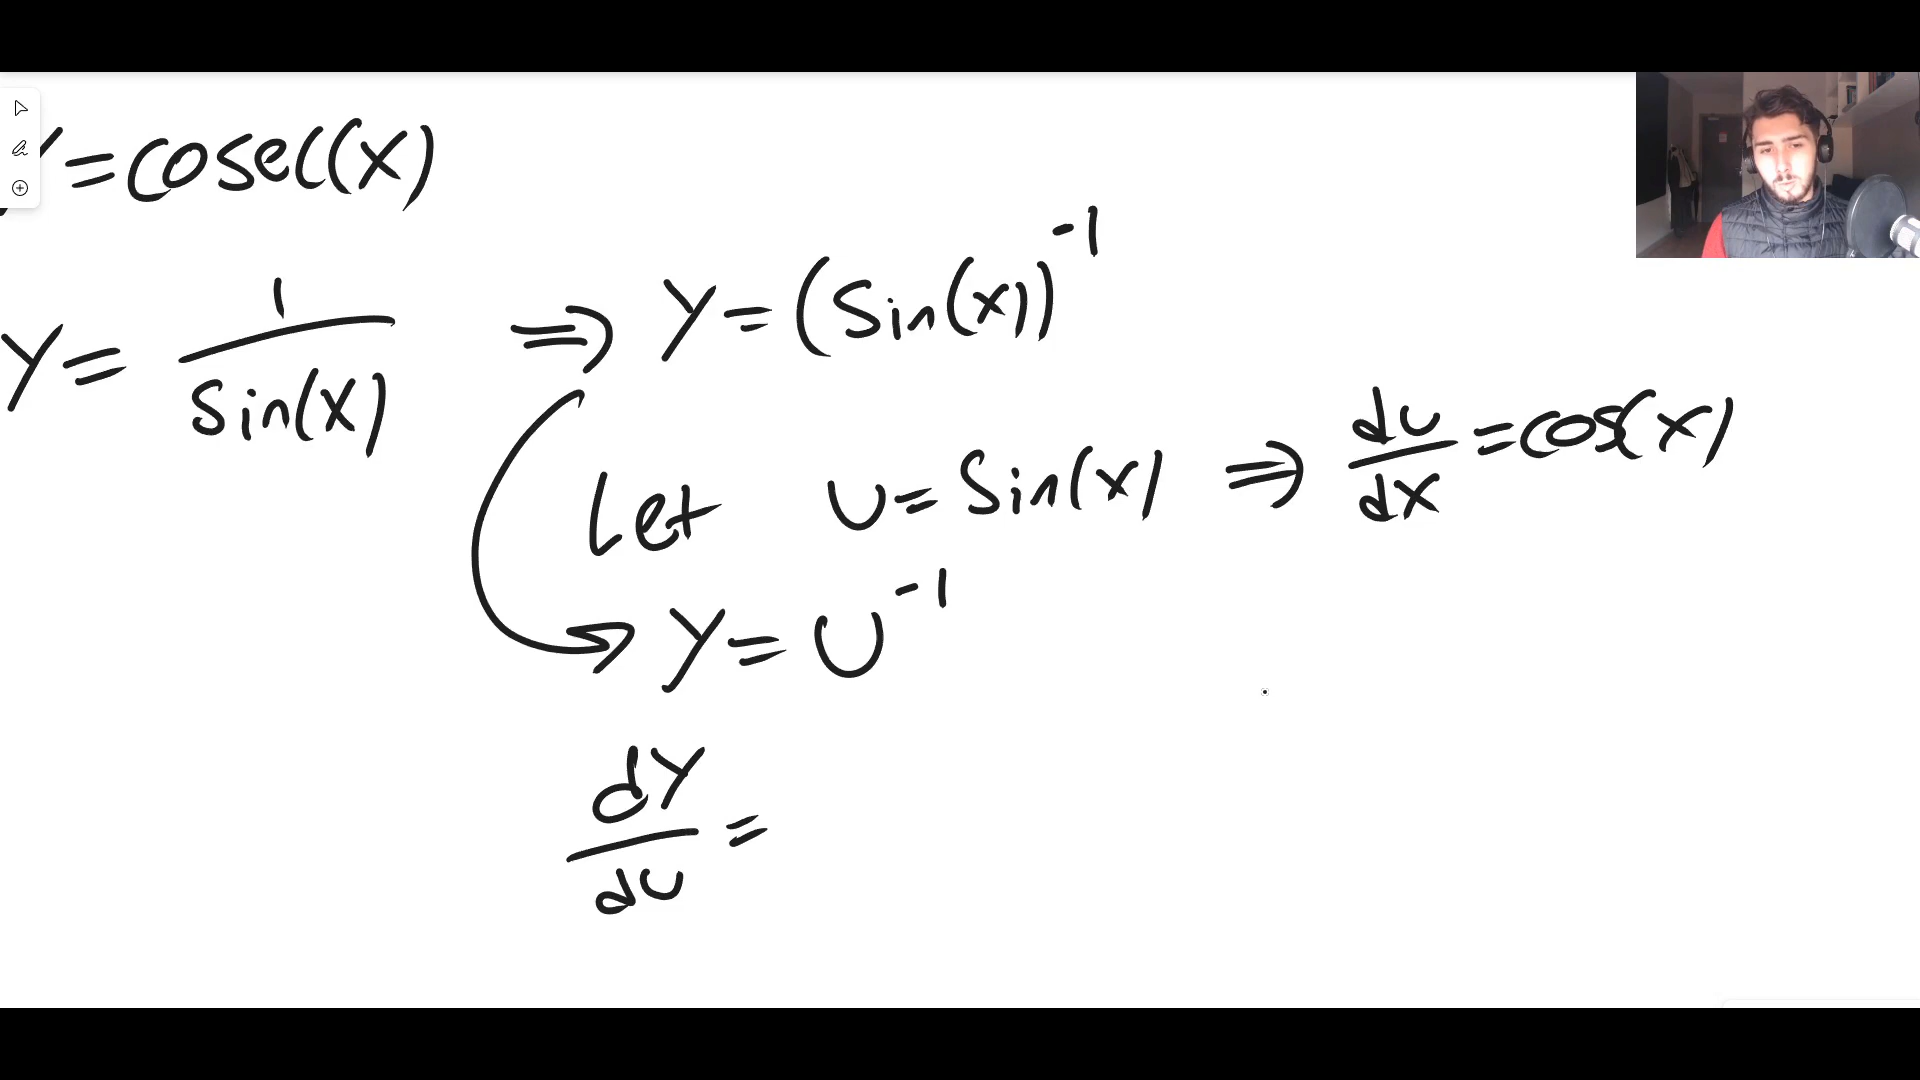 y=cosec(x)
y= 1/sin(x) ⇒ y=(sin(x))^-1
Let u=sin(x) ⇒ du/dx=cos(x)
y=u^-1
dy/du=